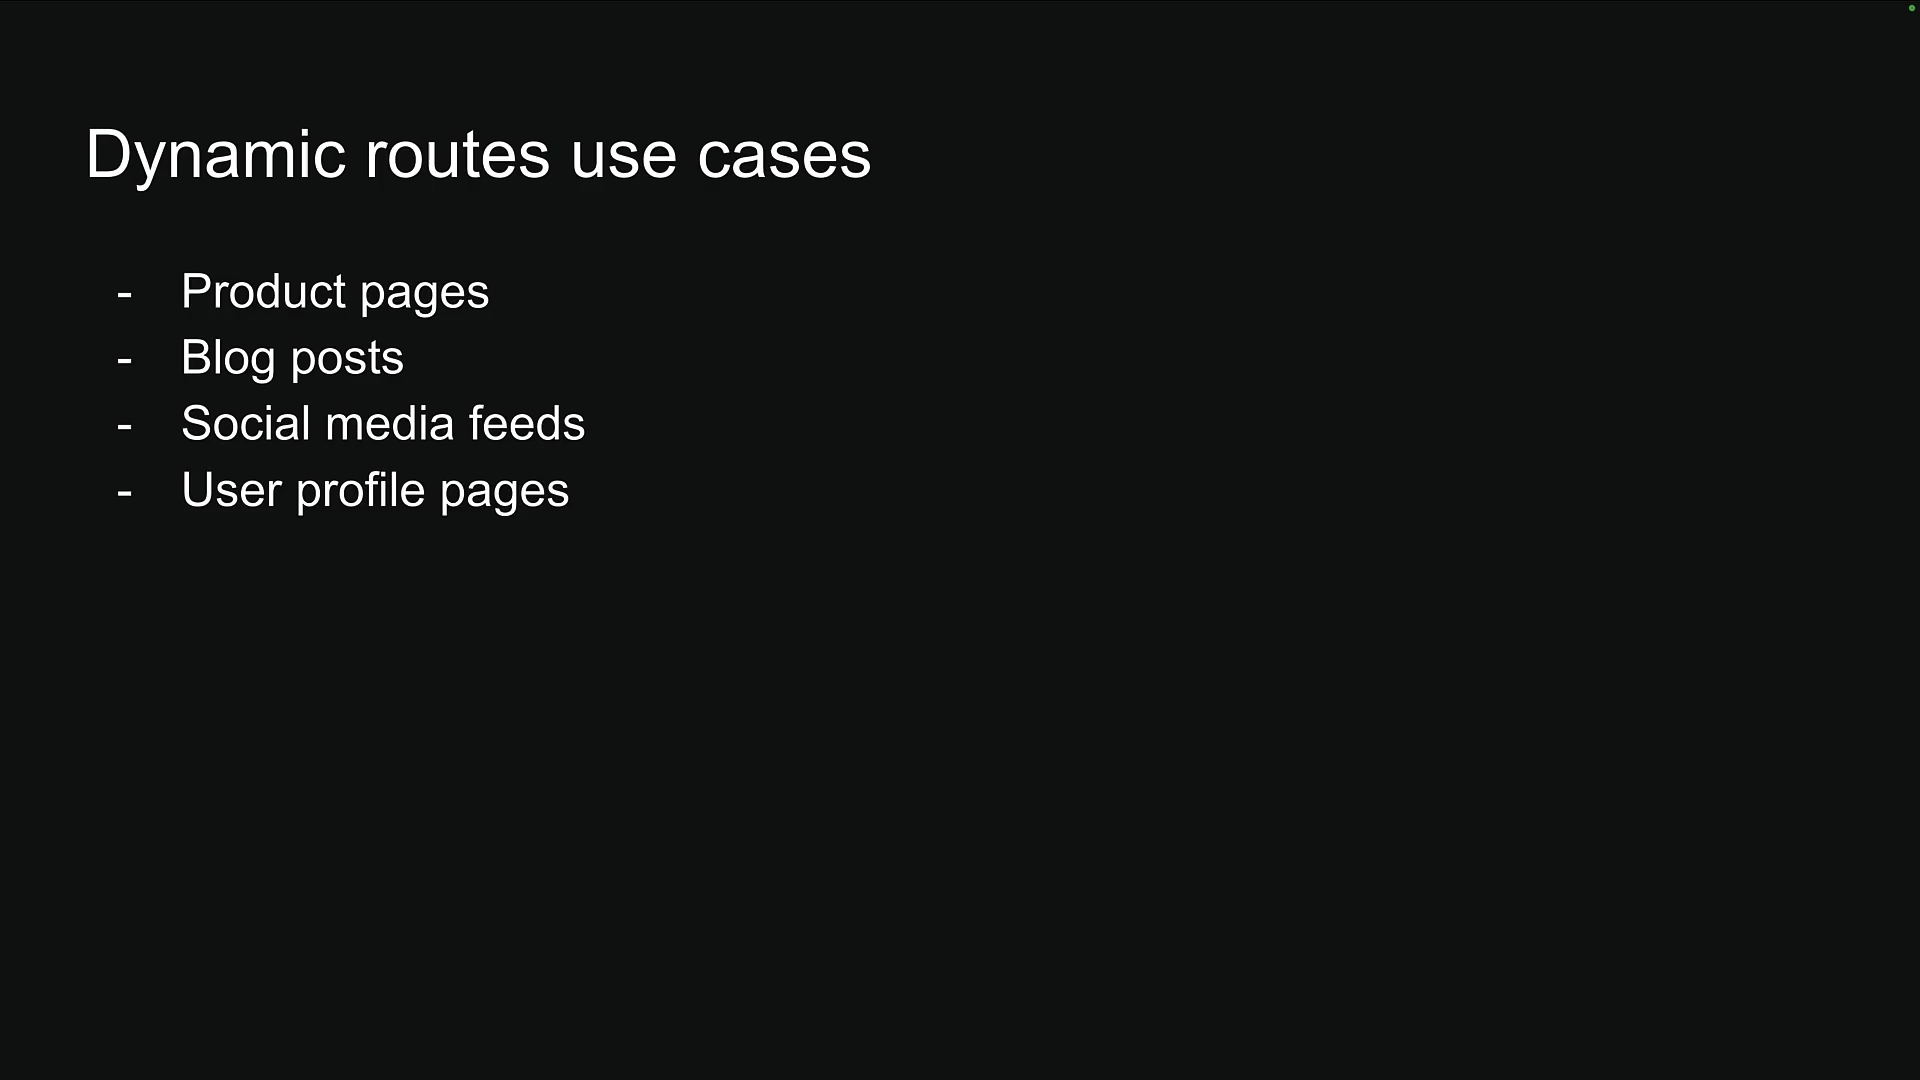 Dynamic routes use cases
- Product pages
- Blog posts
- Social media feeds
- User profile pages